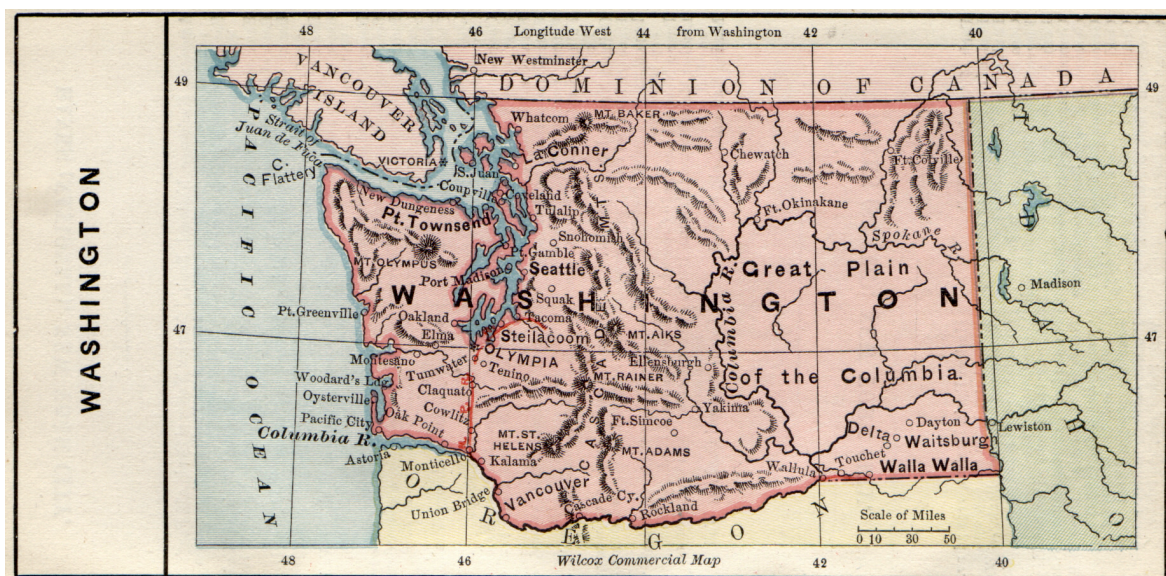 WASHINGTON
48
46
Longitude West
44
from Washington
42
40
49
49
VANCOUVER
ISLAND
New Westminster
DOMINION OF CANADA
PACIFIC OCEAN
Strait of
Juan de Fuca
C.
Flattery
VICTORIA
Whatcom
MT. BAKER
La Conner
S. Juan
Chewatch
Ft. Colville
Coupville
Coveland
New Dungeness
Tulalip
Ft. Okinakane
Pt. Townsend
Snohomish
Spokane R.
MT. OLYMPUS
Pt. Gamble
Port Madison
Seattle
Columbia R.
Great Plain
WASHINGTON
Squak
Madison
Pt. Greenville
Oakland
Tacoma
IDAHO
Elma
Steilacoom
MT. AIKS
47
47
Montesano
OLYMPIA
Ellensburgh
Tumwater
Tenino
Woodard's Ldg.
Claquato
MT. RAINER
of the Columbia.
Oysterville
CASCADE MTS.
Cowlitz
Yakima
Pacific City
Oak Point
Ft. Simcoe
Dayton
Lewiston
Columbia R.
MT. ST.
HELENS
Delta
Waitsburgh
Astoria
Monticello
Kalama
MT. ADAMS
Touchet
Wallula
Walla Walla
Union Bridge
Vancouver
Cascade Cy.
Rockland
OREGON
Scale of Miles
0 10 30 50
48
46
Wilcox Commercial Map
42
40